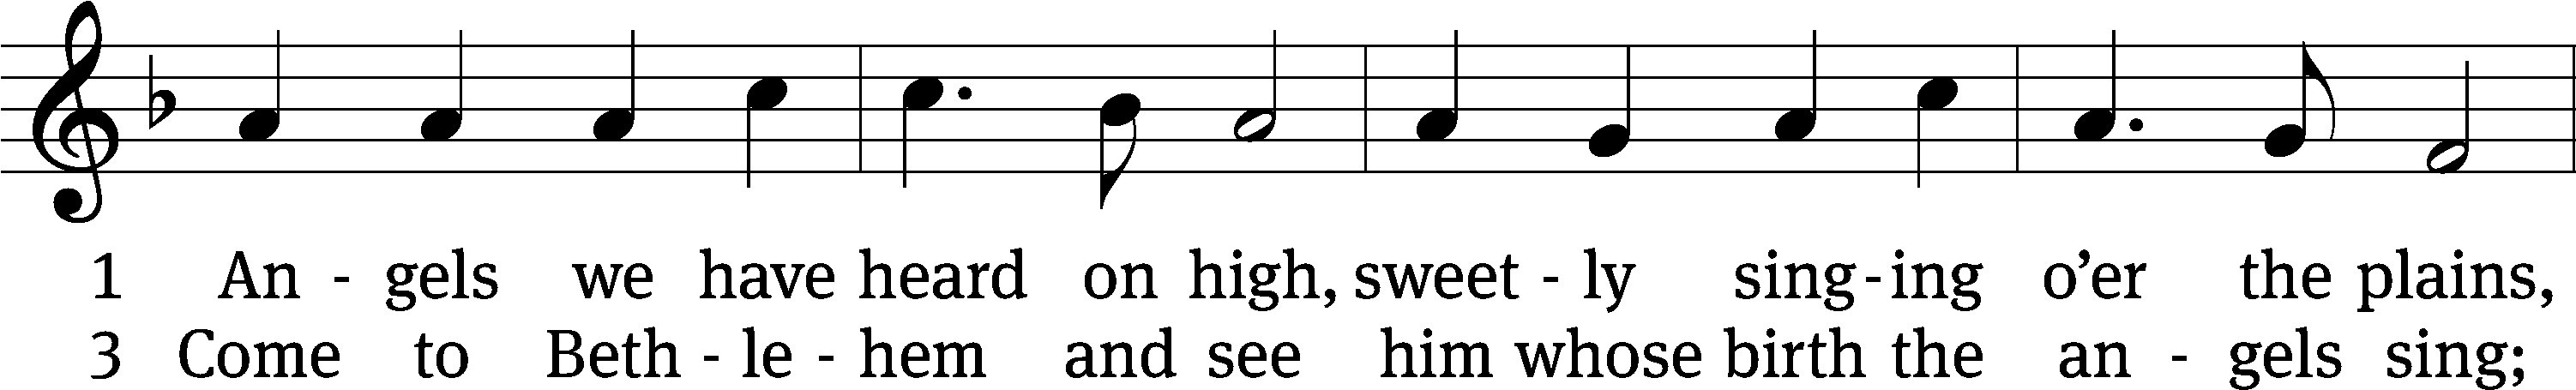 1 An - gels we have heard on high, sweet - ly sing - ing o’er the plains,
3 Come to Beth - le - hem and see him whose birth the an - gels sing;